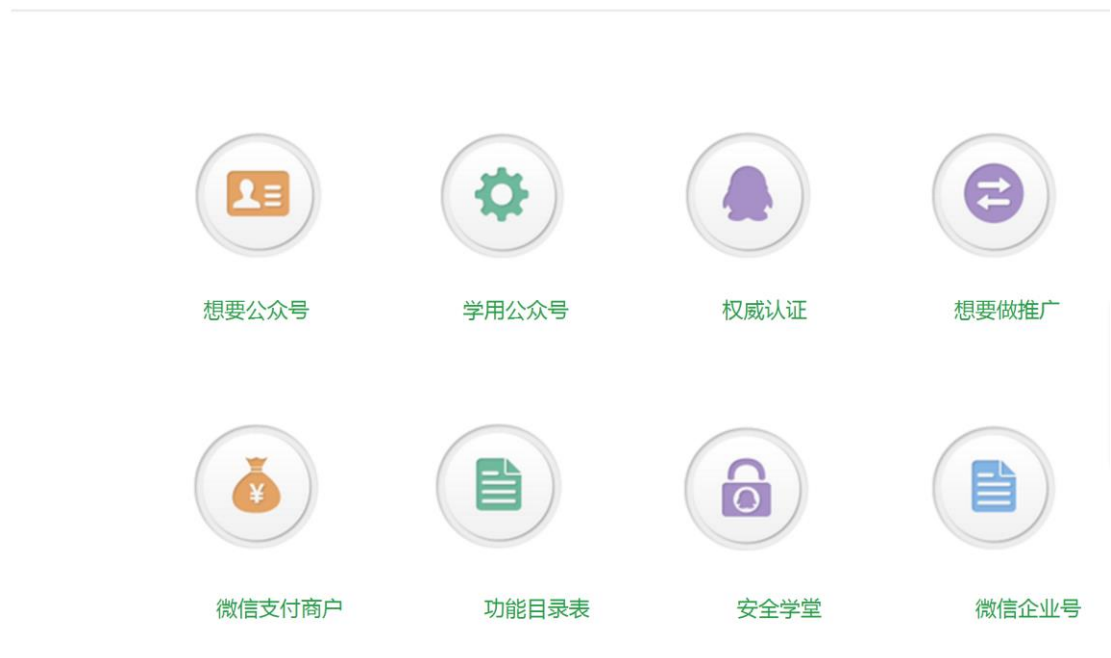 想要公众号
学用公众号
权威认证
想要做推广
¥
微信支付商户
功能目录表
安全学堂
微信企业号